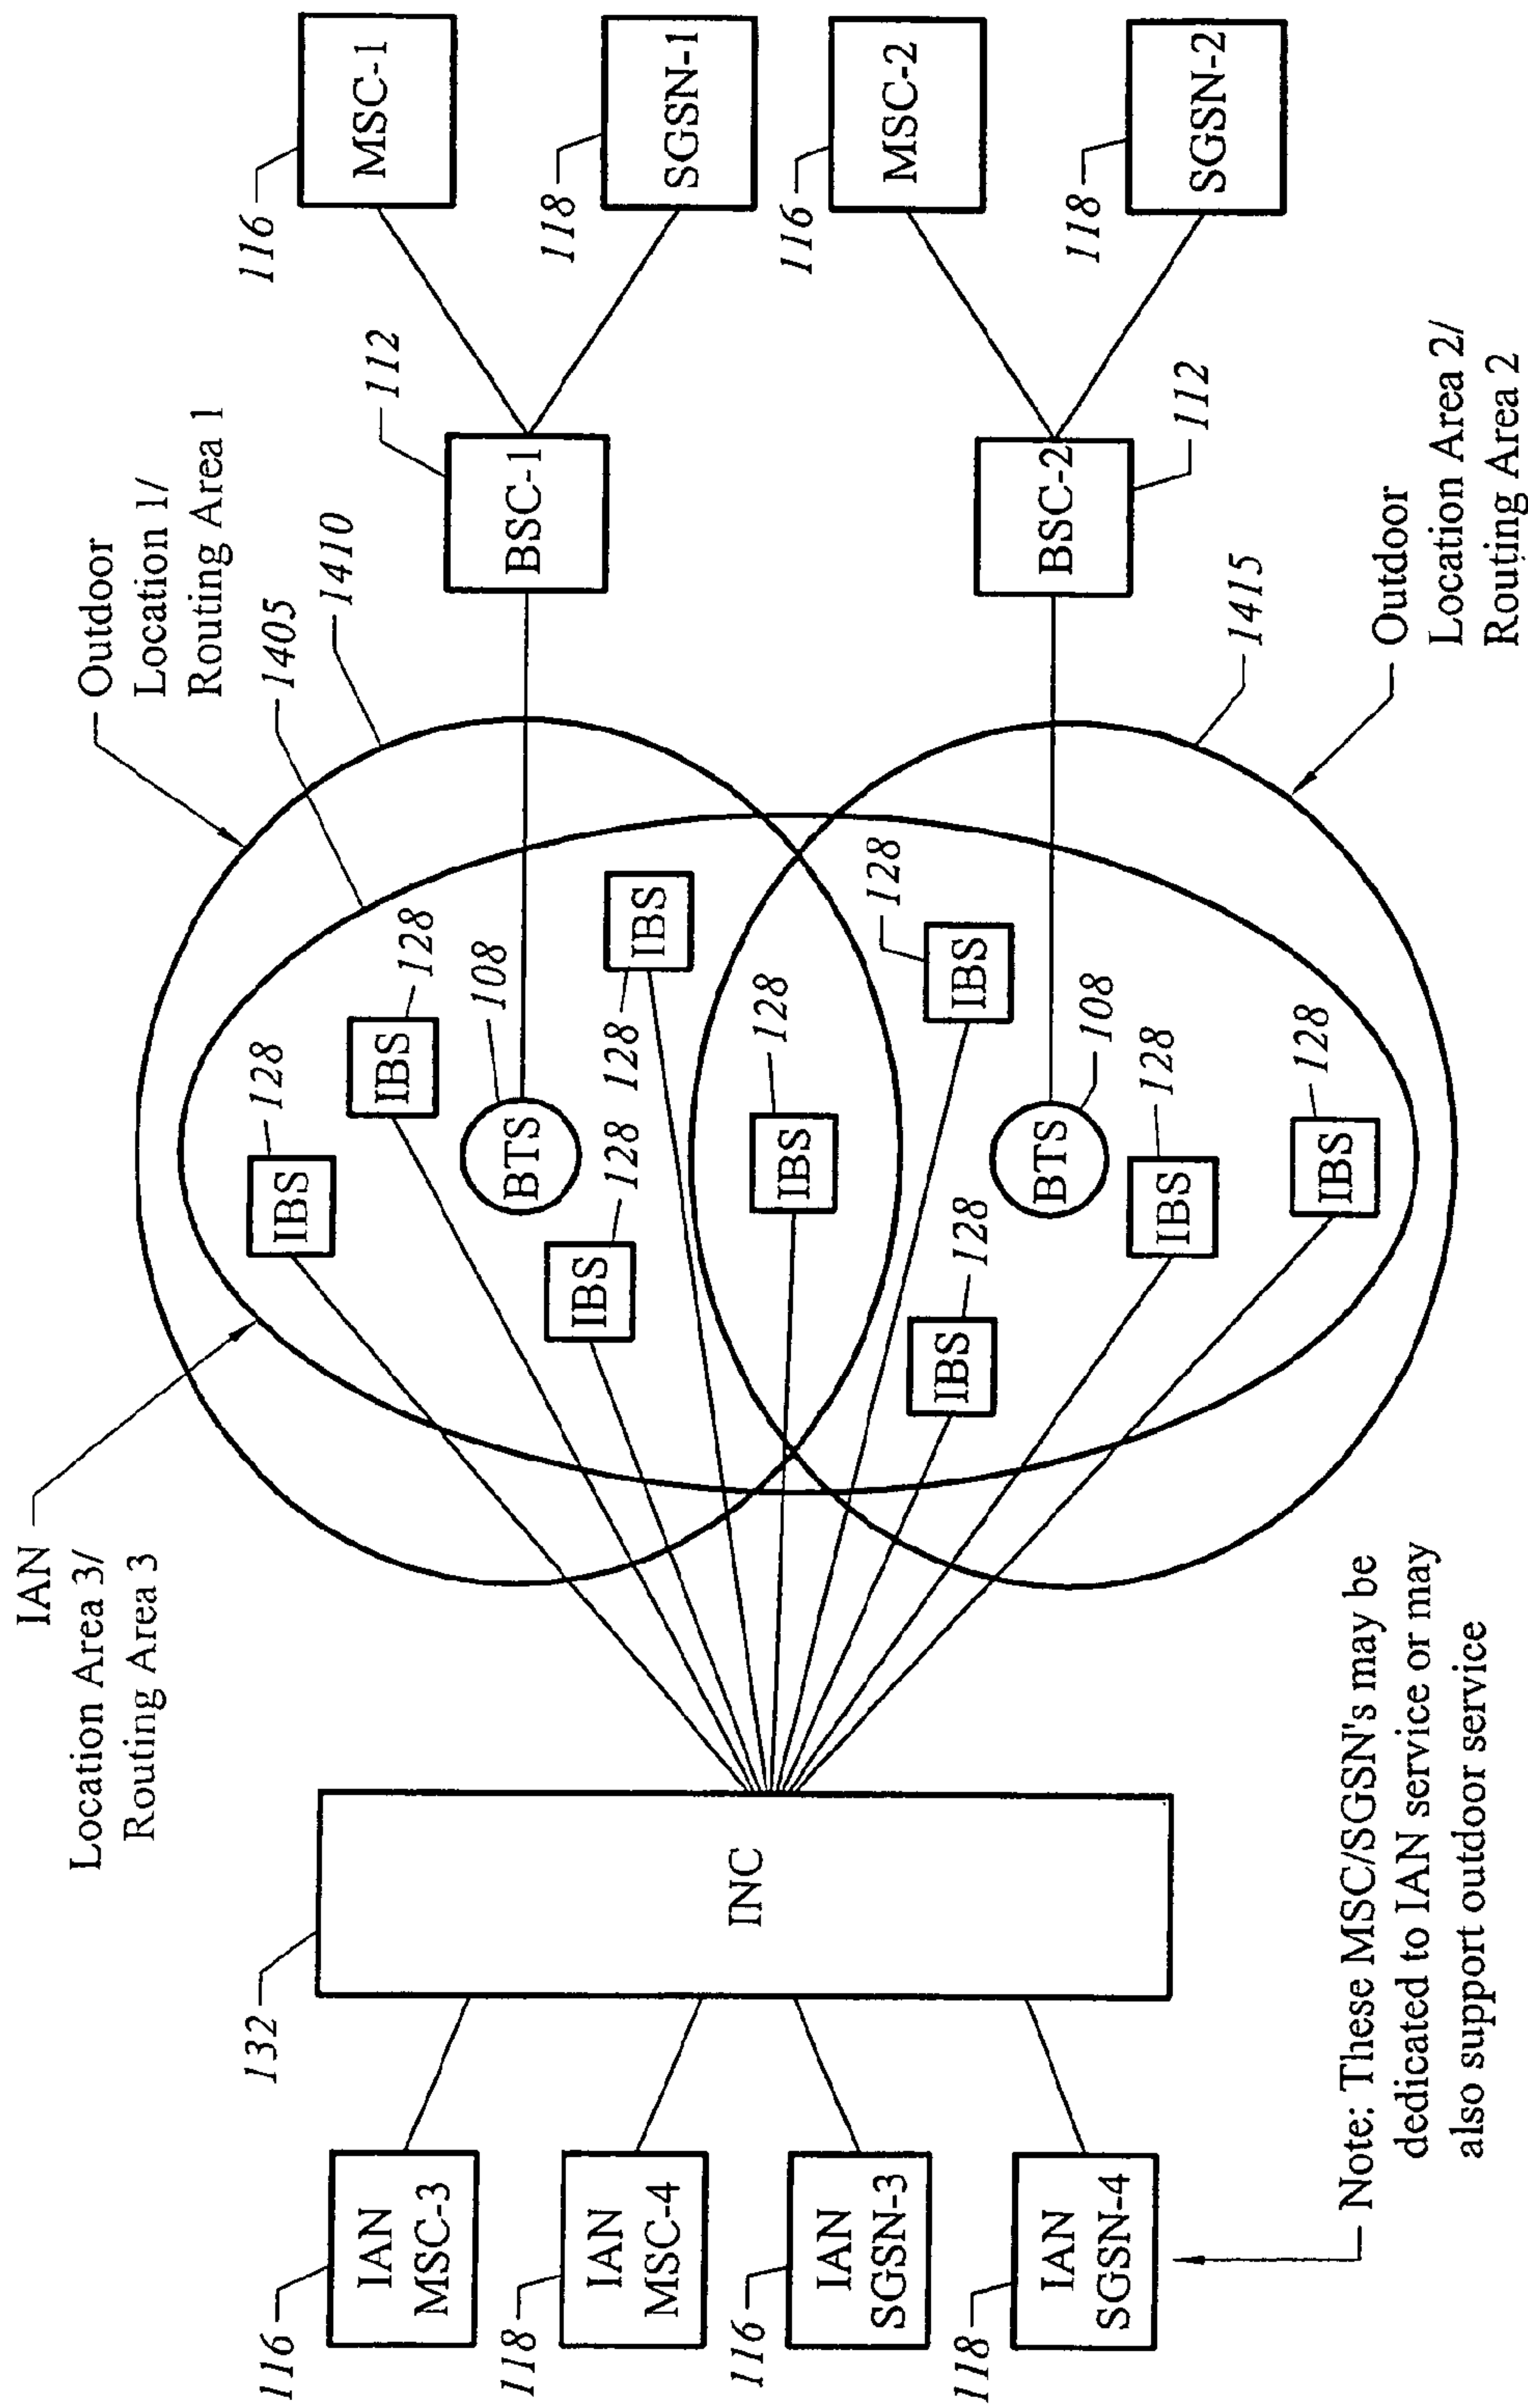 IAN
Location Area 3/
Routing Area 3
Outdoor
Location 1/
Routing Area 1
1405
1410
116
IAN
MSC-3
118
IAN
MSC-4
116
IAN
SGSN-3
118
IAN
SGSN-4
132
INC
IBS
128
IBS
128
BTS
108
IBS
128
IBS
128
IBS
128
IBS
128
IBS
128
BTS
108
IBS
128
IBS
128
BSC-1
112
BSC-2
112
MSC-1
116
SGSN-1
118
MSC-2
116
SGSN-2
118
1415
Outdoor
Location Area 2/
Routing Area 2
Note: These MSC/SGSN's may be
dedicated to IAN service or may
also support outdoor service